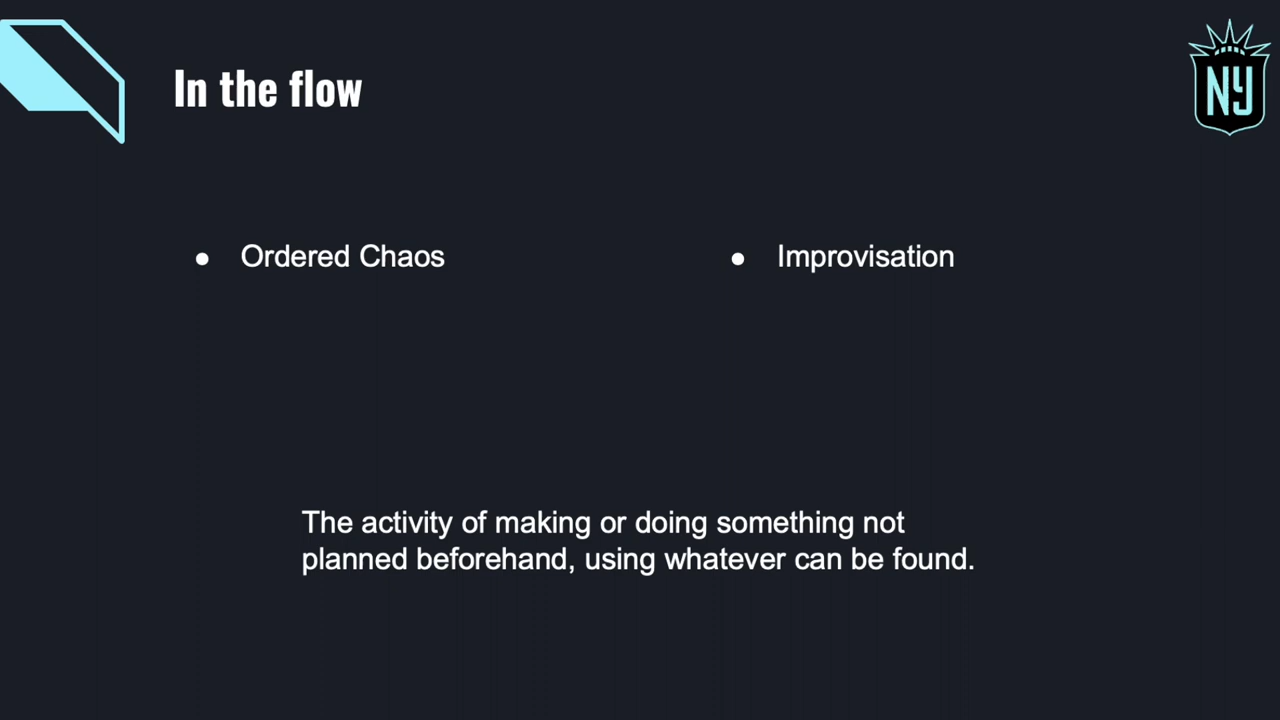 In the flow
NY
● Ordered Chaos
● Improvisation
The activity of making or doing something not
planned beforehand, using whatever can be found.